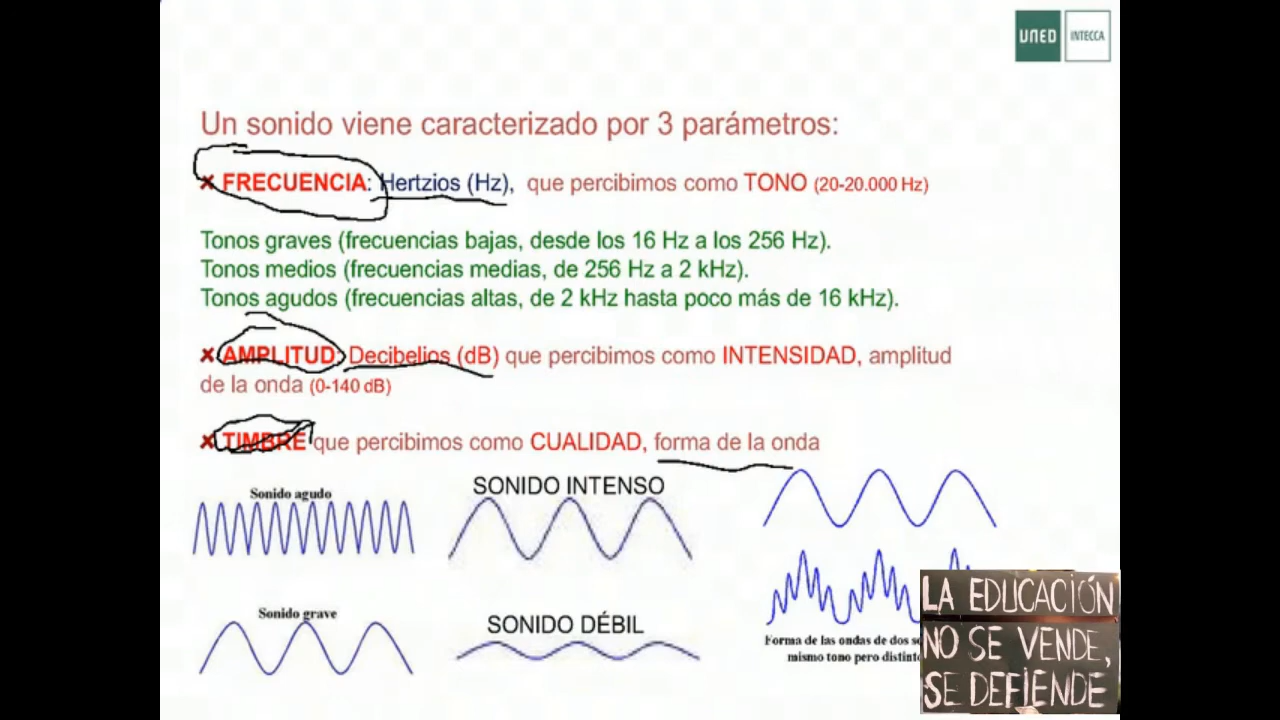 UNED
INTECCA
Un sonido viene caracterizado por 3 parámetros:
FRECUENCIA: Hertzios (Hz), que percibimos como TONO (20-20.000 Hz)
Tonos graves (frecuencias bajas, desde los 16 Hz a los 256 Hz).
Tonos medios (frecuencias medias, de 256 Hz a 2 kHz).
Tonos agudos (frecuencias altas, de 2 kHz hasta poco más de 16 kHz).
AMPLITUD: Decibelios (dB) que percibimos como INTENSIDAD, amplitud
de la onda (0-140 dB)
TIMBRE que percibimos como CUALIDAD, forma de la onda
Sonido agudo
SONIDO INTENSO
Sonido grave
SONIDO DÉBIL
Forma de las ondas de dos
mismo tono pero
LA EDUCACIÓN
NO SE VENDE,
SE DEFIENDE